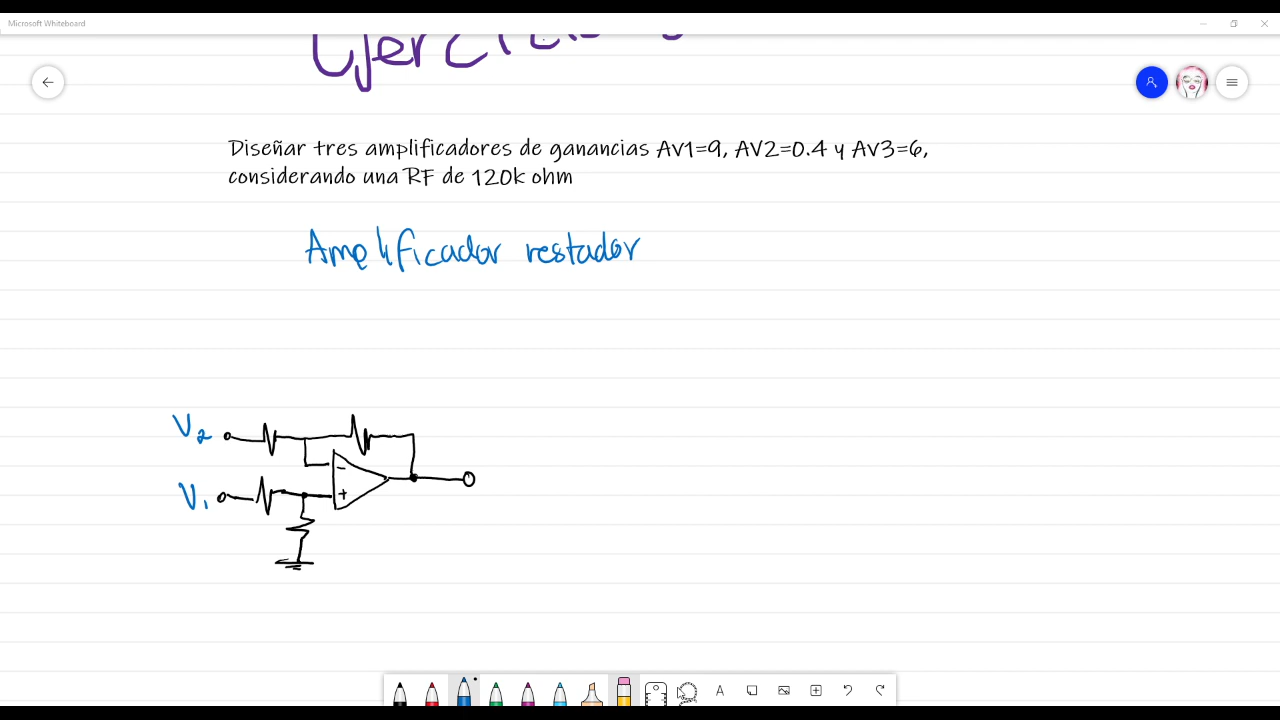 Microsoft Whiteboard
Ejercicio
Diseñar tres amplificadores de ganancias AV1=9, AV2=0.4 y AV3=6,
considerando una RF de 120k ohm
Amplificador restador
V2
-
V1
+
A